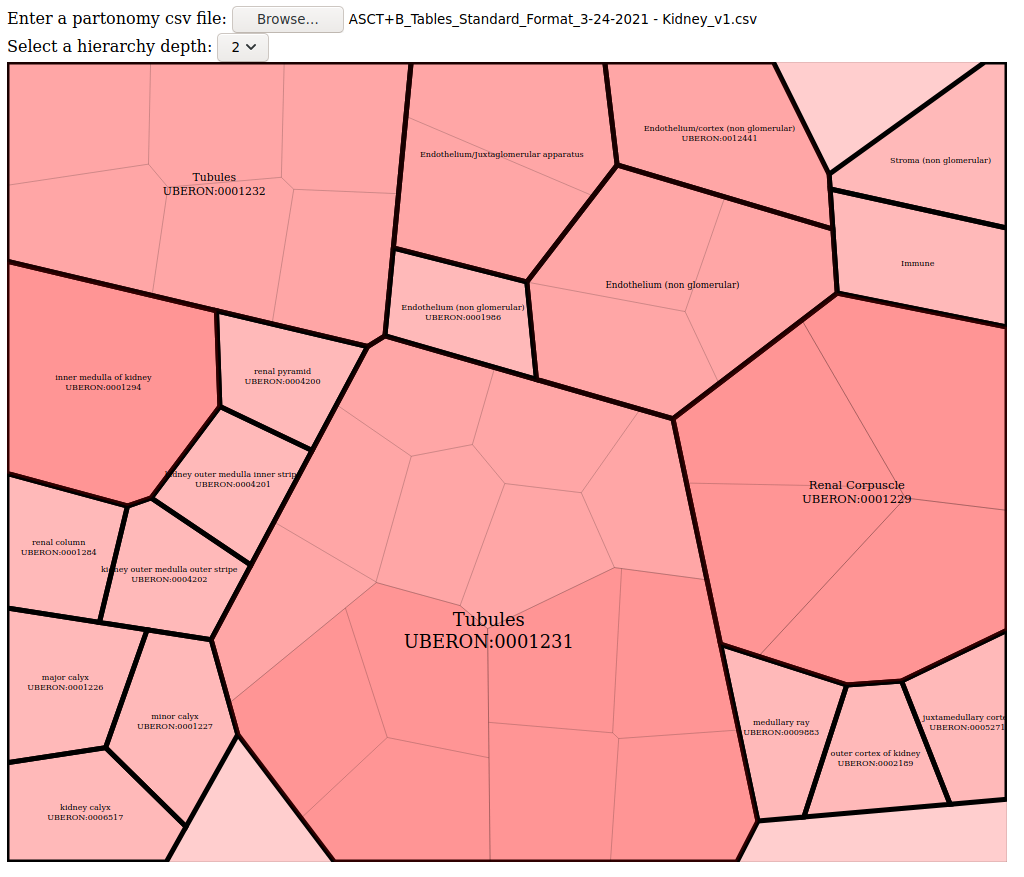 Enter a partonomy csv file: Browse... ASCT+B_Tables_Standard_Format_3-24-2021 - Kidney_v1.csv
Select a hierarchy depth: 2
Endothelium/cortex (non glomerular)
UBERON:0012441
Endothelium/Juxtaglomerular apparatus
Stroma (non glomerular)
Tubules
UBERON:0001232
Immune
Endothelium (non glomerular)
Endothelium (non glomerular)
UBERON:0001986
renal pyramid
UBERON:0004200
inner medulla of kidney
UBERON:0001294
kidney outer medulla inner strip
UBERON:0004201
Renal Corpuscle
UBERON:0001229
renal column
UBERON:0001284
kidney outer medulla outer stripe
UBERON:0004202
Tubules
UBERON:0001231
major calyx
UBERON:0001226
minor calyx
UBERON:0001227
juxtamedullary corte
UBERON:0005271
medullary ray
UBERON:0009883
outer cortex of kidney
UBERON:0002189
kidney calyx
UBERON:0006517